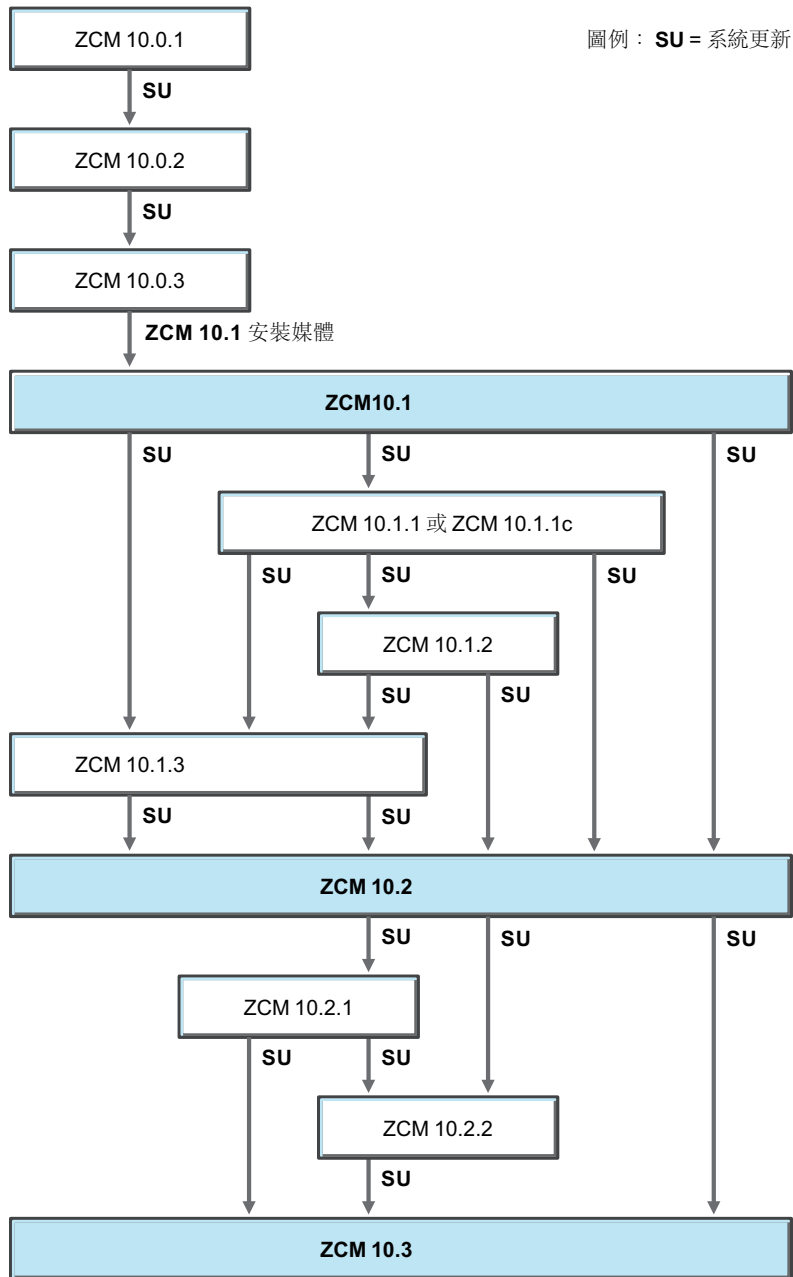 ZCM 10.0.1
圖例： SU = 系統更新
SU
ZCM 10.0.2
SU
ZCM 10.0.3
ZCM 10.1 安裝媒體
ZCM10.1
SU
SU
SU
ZCM 10.1.1 或 ZCM 10.1.1c
SU
SU
SU
ZCM 10.1.2
SU
SU
ZCM 10.1.3
SU
SU
ZCM 10.2
SU
SU
SU
ZCM 10.2.1
SU
SU
ZCM 10.2.2
SU
ZCM 10.3